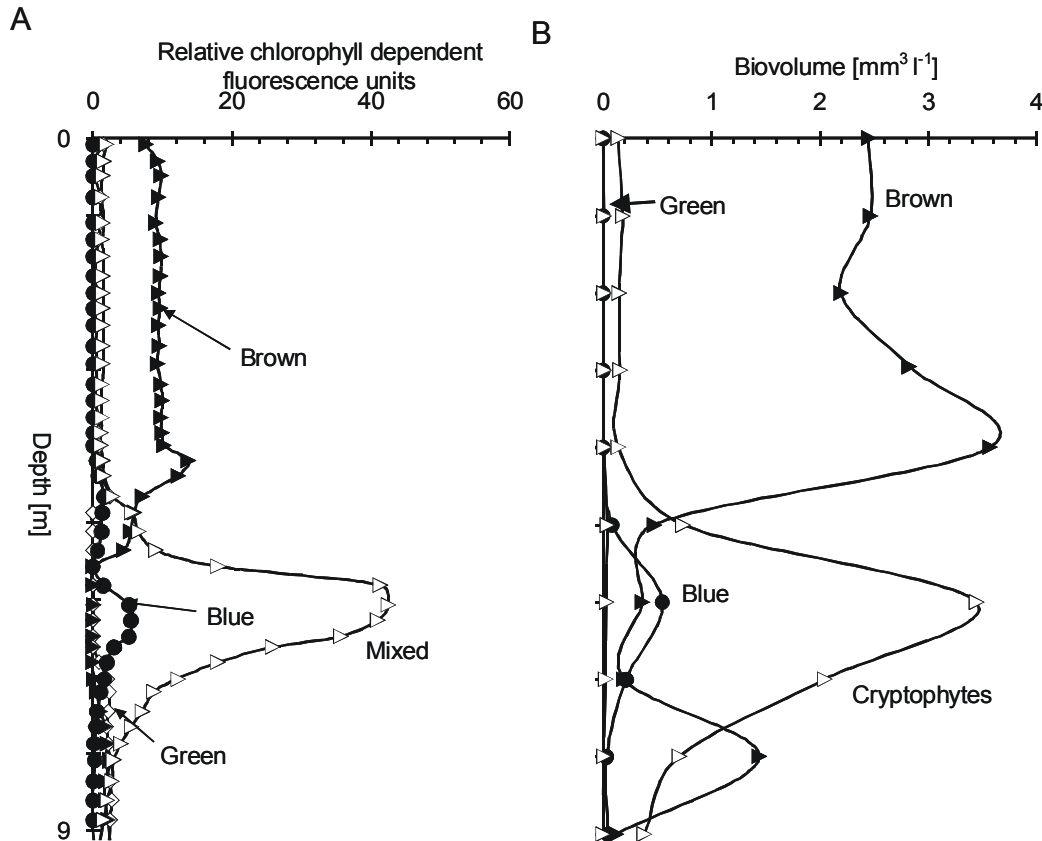 A
Relative chlorophyll dependent
fluorescence units
0 20 40 60
0
Depth [m]
9
Brown
Blue
Mixed
Green
B
Biovolume [mm³ l⁻¹]
0 1 2 3 4
Green
Brown
Blue
Cryptophytes